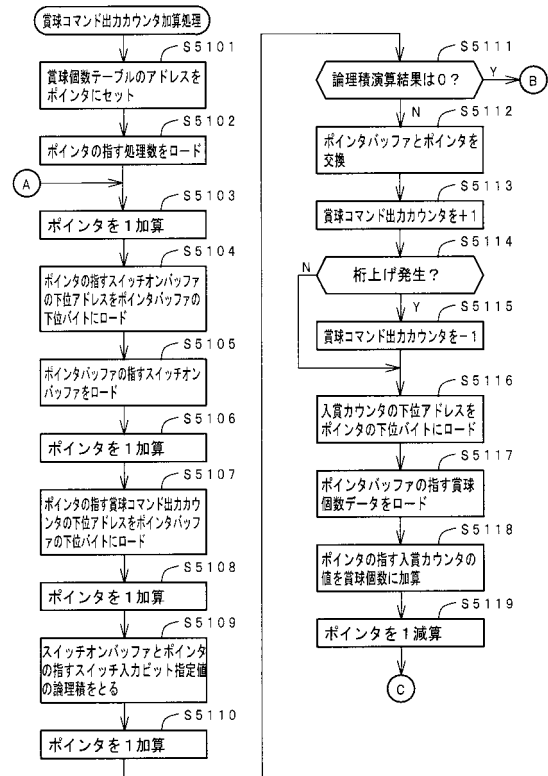 賞球コマンド出力カウンタ加算処理
S5101
賞球個数テーブルのアドレスを
ポインタにセット
S5102
ポインタの指す処理数をロード
A
S5103
ポインタを1加算
S5104
ポインタの指すスイッチオンバッファ
の下位アドレスをポインタバッファの
下位バイトにロード
S5105
ポインタバッファの指すスイッチオン
バッファをロード
S5106
ポインタを1加算
S5107
ポインタの指す賞球コマンド出力カウ
ンタの下位アドレスをポインタバッフ
ァの下位バイトにロード
S5108
ポインタを1加算
S5109
スイッチオンバッファとポインタ
の指すスイッチ入力ビット指定値
の論理積をとる
S5110
ポインタを1加算
S5111
論理積演算結果は0?
Y
B
N
S5112
ポインタバッファとポインタを
交換
S5113
賞球コマンド出力カウンタを+1
S5114
N
桁上げ発生?
Y
S5115
賞球コマンド出力カウンタを-1
S5116
入賞カウンタの下位アドレスを
ポインタの下位バイトにロード
S5117
ポインタバッファの指す賞球
個数データをロード
S5118
ポインタの指す入賞カウンタの
値を賞球個数に加算
S5119
ポインタを1減算
C